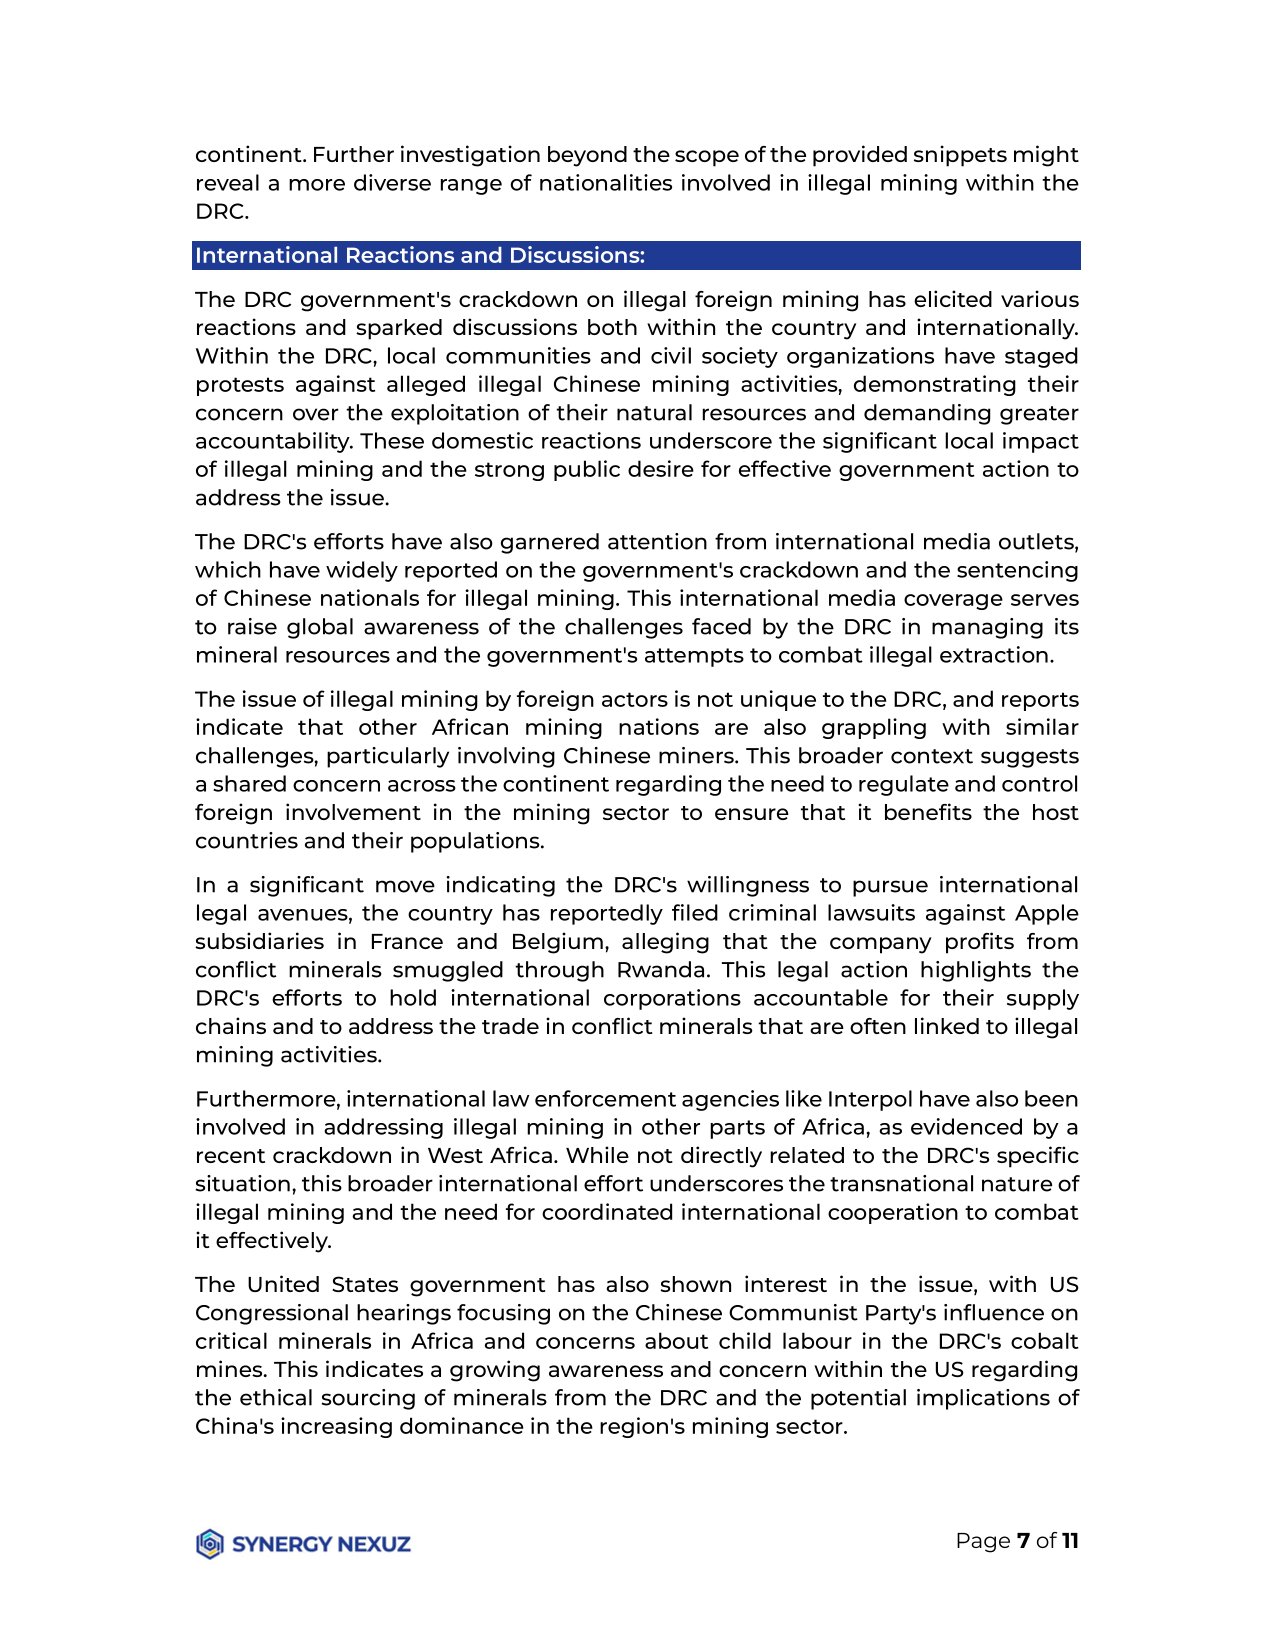 continent. Further investigation beyond the scope of the provided snippets might
reveal a more diverse range of nationalities involved in illegal mining within the
DRC.
International Reactions and Discussions:
The DRC government's crackdown on illegal foreign mining has elicited various
reactions and sparked discussions both within the country and internationally.
Within the DRC, local communities and civil society organizations have staged
protests against alleged illegal Chinese mining activities, demonstrating their
concern over the exploitation of their natural resources and demanding greater
accountability. These domestic reactions underscore the significant local impact
of illegal mining and the strong public desire for effective government action to
address the issue.
The DRC's efforts have also garnered attention from international media outlets,
which have widely reported on the government's crackdown and the sentencing
of Chinese nationals for illegal mining. This international media coverage serves
to raise global awareness of the challenges faced by the DRC in managing its
mineral resources and the government's attempts to combat illegal extraction.
The issue of illegal mining by foreign actors is not unique to the DRC, and reports
indicate that other African mining nations are also grappling with similar
challenges, particularly involving Chinese miners. This broader context suggests
a shared concern across the continent regarding the need to regulate and control
foreign involvement in the mining sector to ensure that it benefits the host
countries and their populations.
In a significant move indicating the DRC's willingness to pursue international
legal avenues, the country has reportedly filed criminal lawsuits against Apple
subsidiaries in France and Belgium, alleging that the company profits from
conflict minerals smuggled through Rwanda. This legal action highlights the
DRC's efforts to hold international corporations accountable for their supply
chains and to address the trade in conflict minerals that are often linked to illegal
mining activities.
Furthermore, international law enforcement agencies like Interpol have also been
involved in addressing illegal mining in other parts of Africa, as evidenced by a
recent crackdown in West Africa. While not directly related to the DRC's specific
situation, this broader international effort underscores the transnational nature of
illegal mining and the need for coordinated international cooperation to combat
it effectively.
The United States government has also shown interest in the issue, with US
Congressional hearings focusing on the Chinese Communist Party's influence on
critical minerals in Africa and concerns about child labour in the DRC's cobalt
mines. This indicates a growing awareness and concern within the US regarding
the ethical sourcing of minerals from the DRC and the potential implications of
China's increasing dominance in the region's mining sector.
SYNERGY NEXUZ
Page 7 of 11